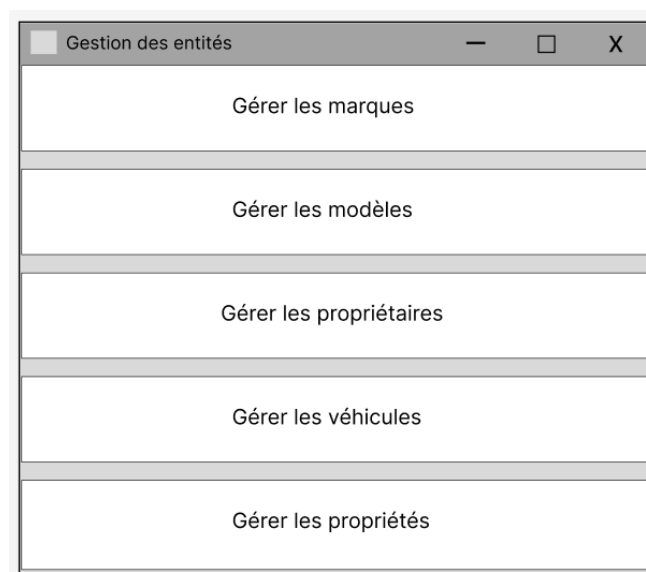 Gestion des entités
X
Gérer les marques
Gérer les modèles
Gérer les propriétaires
Gérer les véhicules
Gérer les propriétés